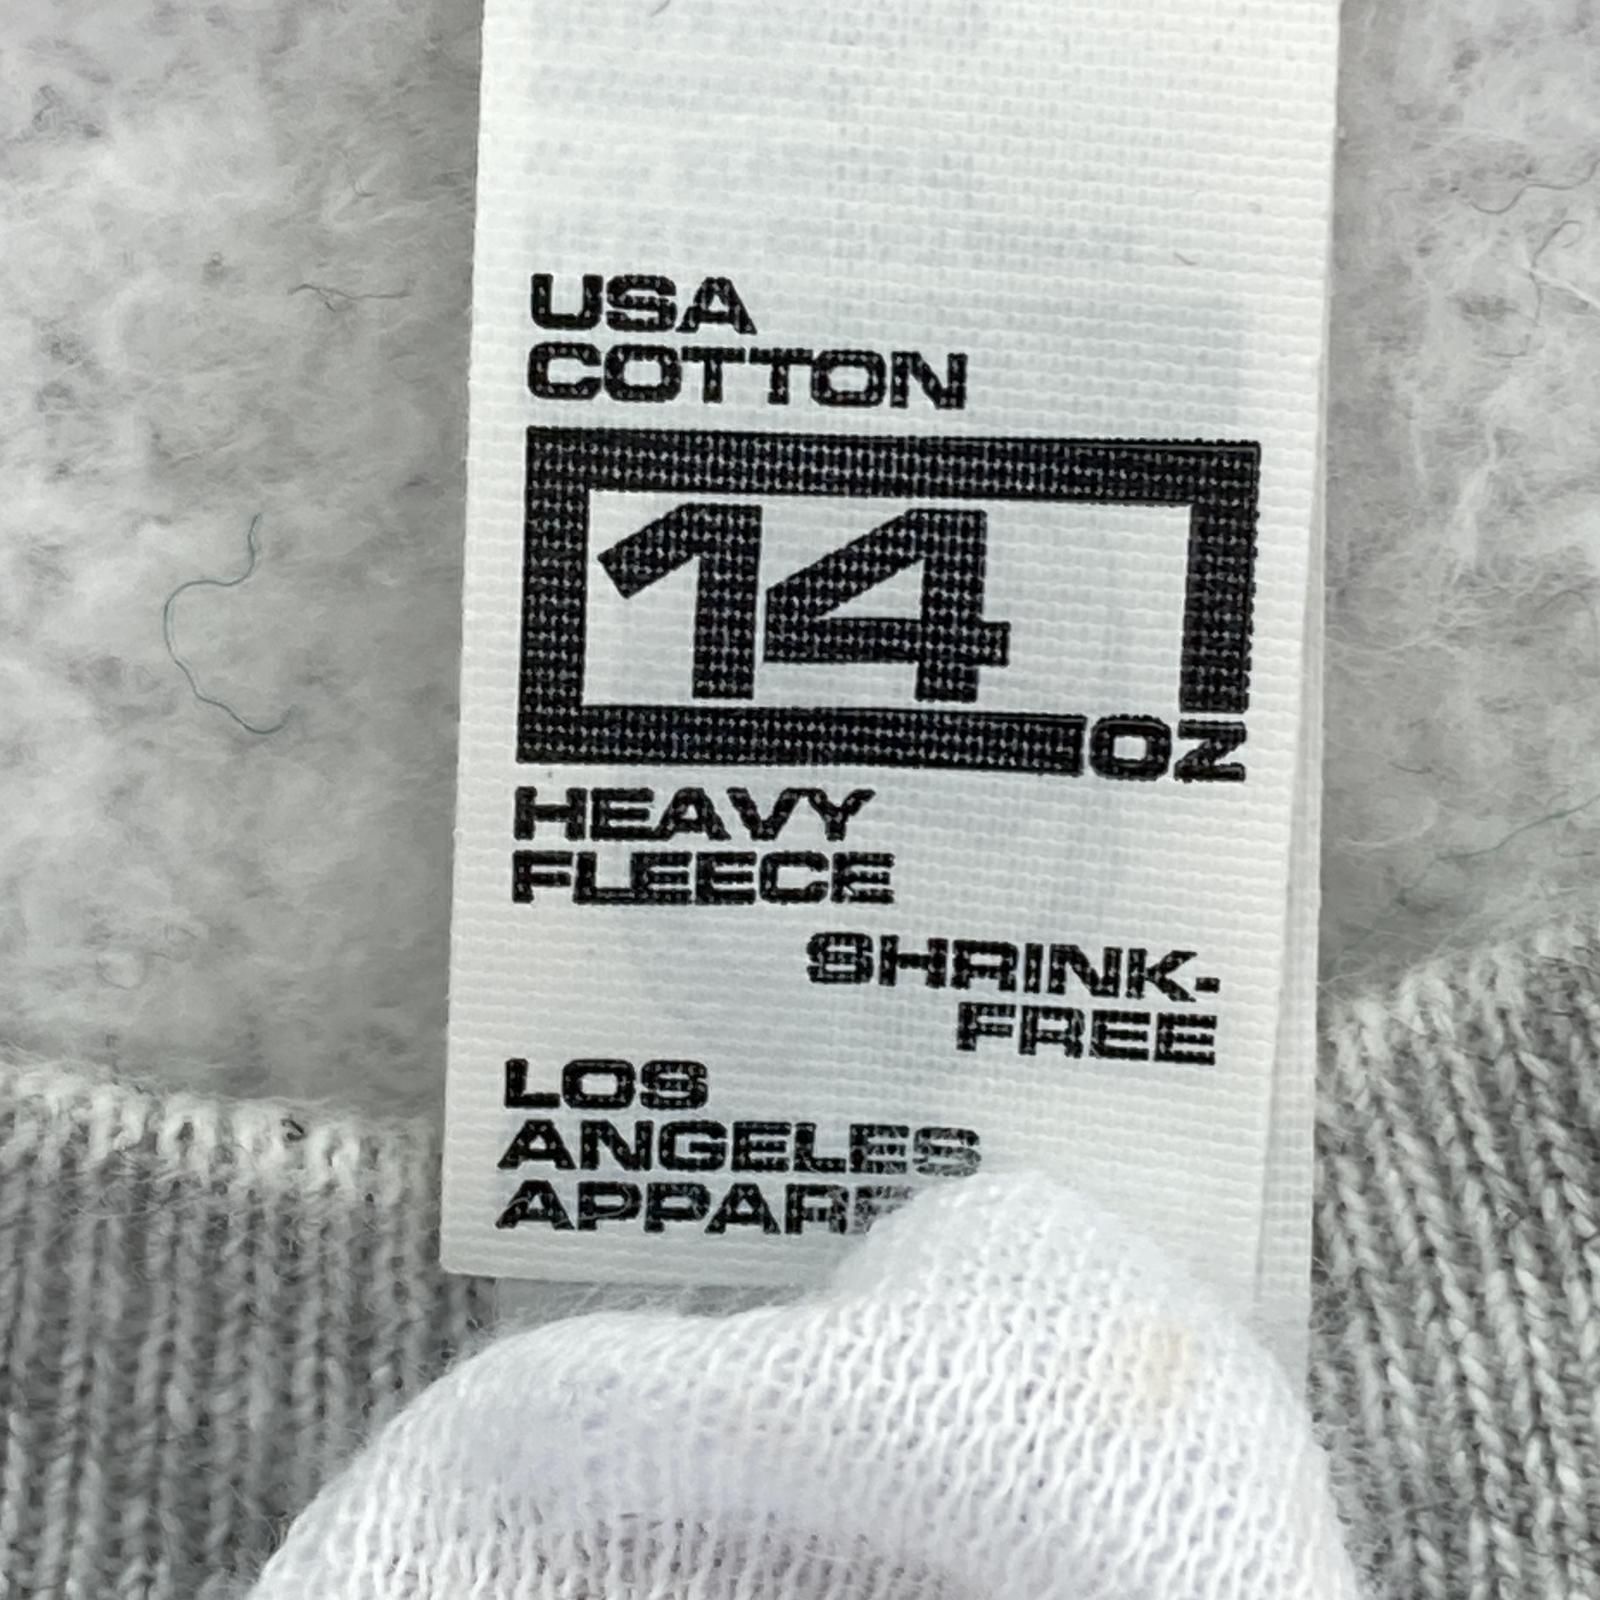 USA
COTTON
14
OZ
HEAVY
FLEECE
SHRINK-
FREE
LOS
ANGELES